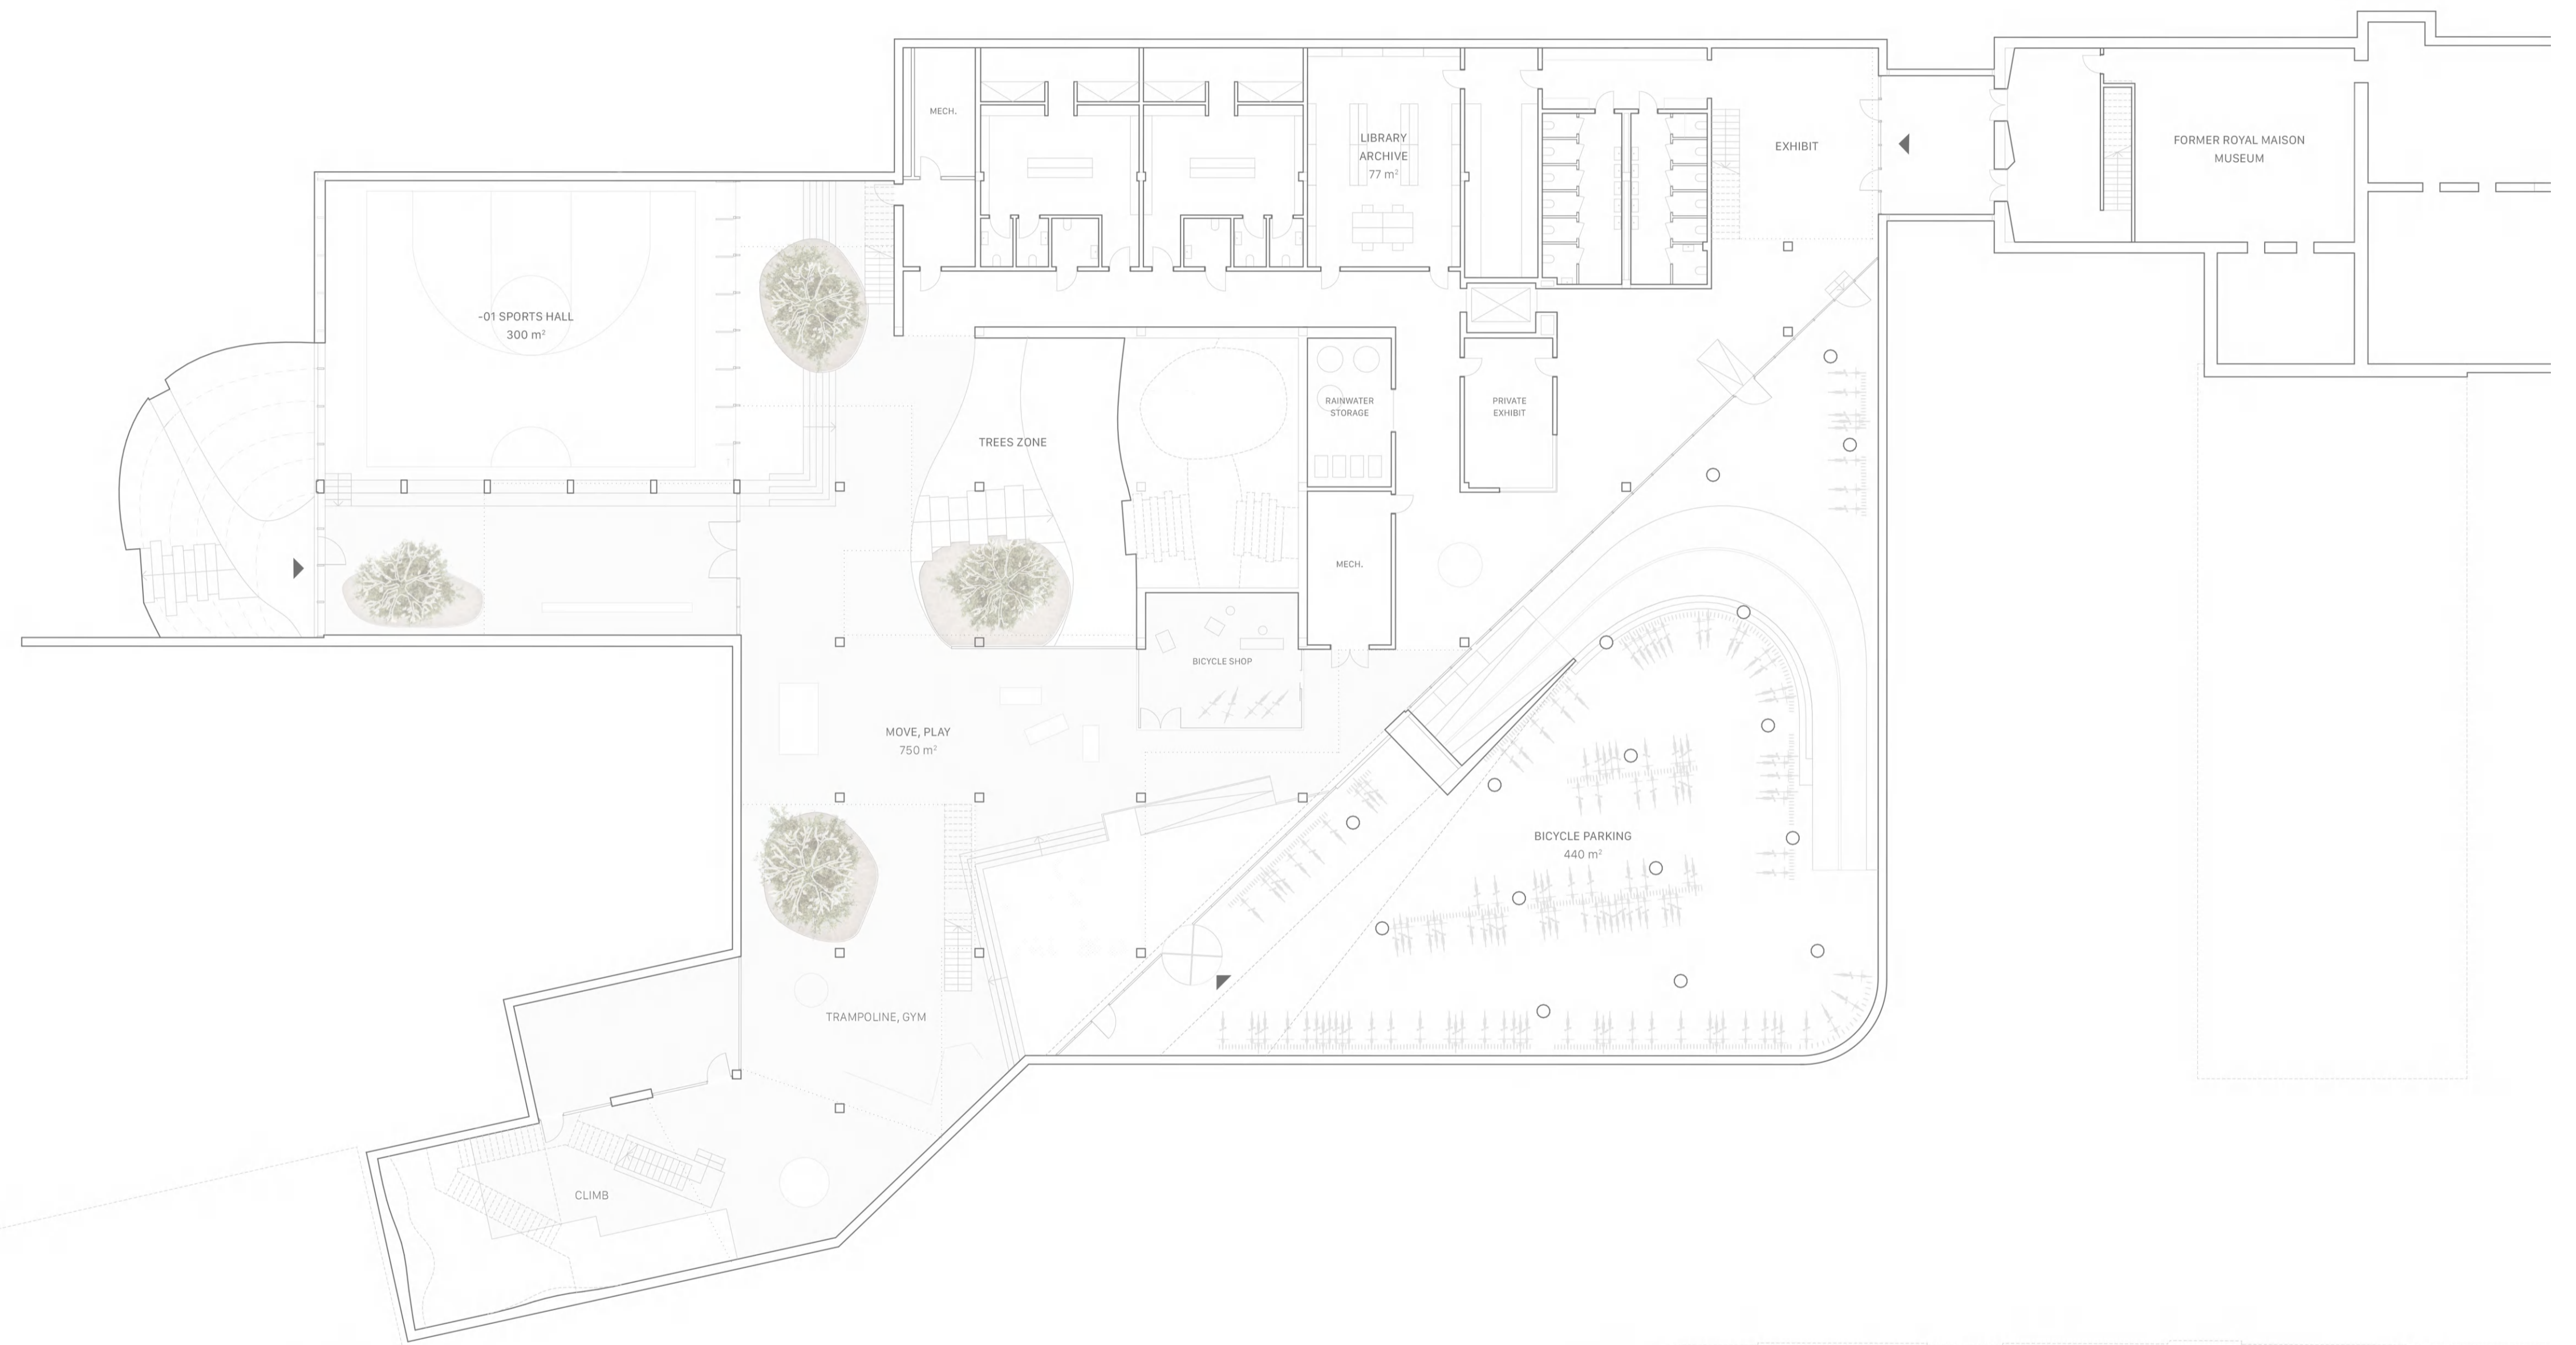 MECH.
LIBRARY
ARCHIVE
77 m²
EXHIBIT
FORMER ROYAL MAISON
MUSEUM
-01 SPORTS HALL
300 m²
TREES ZONE
RAINWATER
STORAGE
PRIVATE
EXHIBIT
MECH.
BICYCLE SHOP
MOVE, PLAY
750 m²
BICYCLE PARKING
440 m²
TRAMPOLINE, GYM
CLIMB